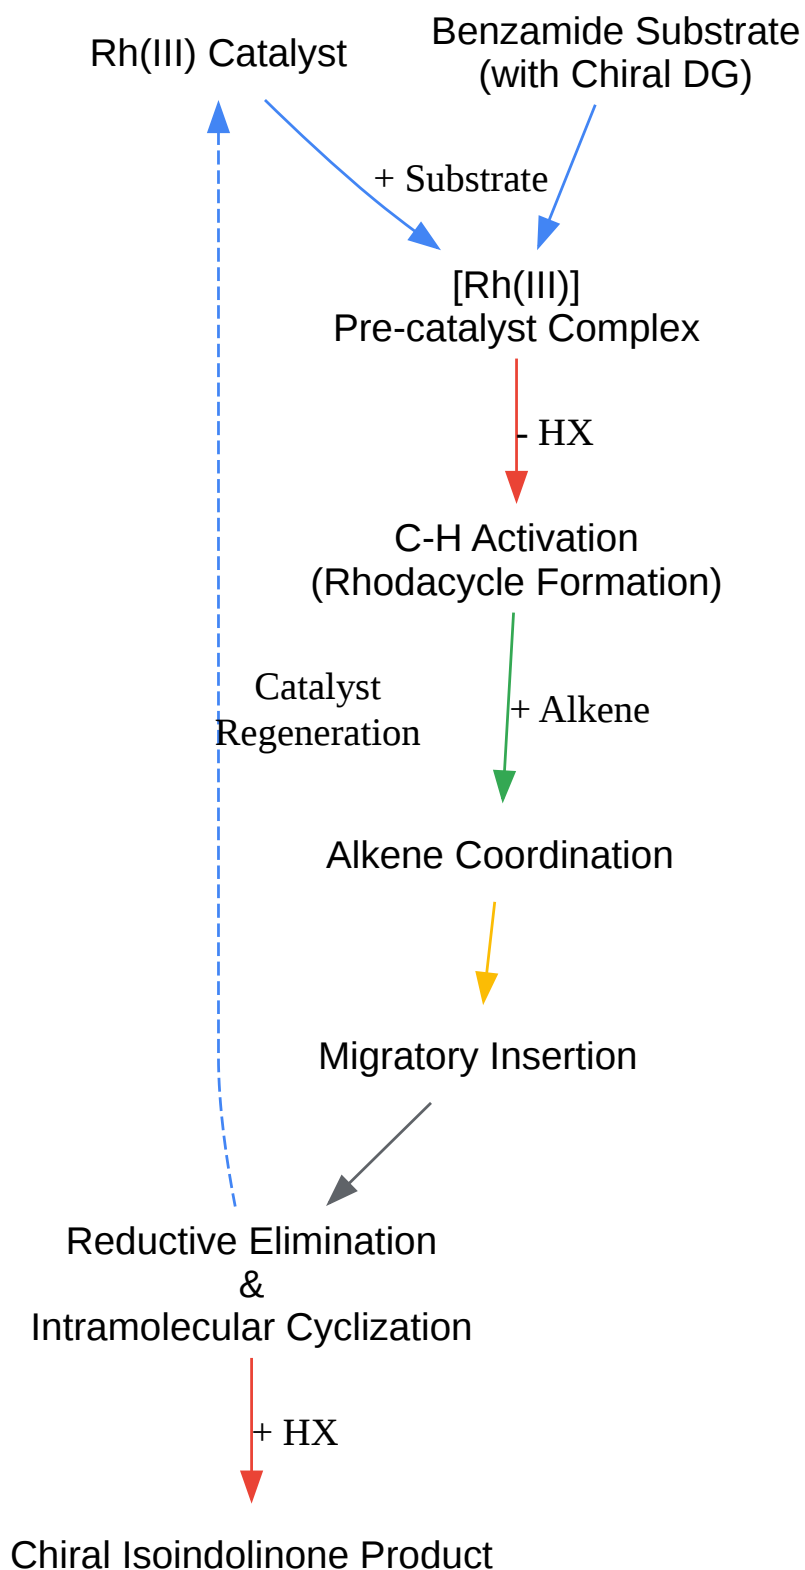 Rh(III) Catalyst
Benzamide Substrate
(with Chiral DG)
+ Substrate
[Rh(III)]
Pre-catalyst Complex
- HX
C-H Activation
(Rhodacycle Formation)
Catalyst
Regeneration
+ Alkene
Alkene Coordination
Migratory Insertion
Reductive Elimination
&
Intramolecular Cyclization
+ HX
Chiral Isoindolinone Product